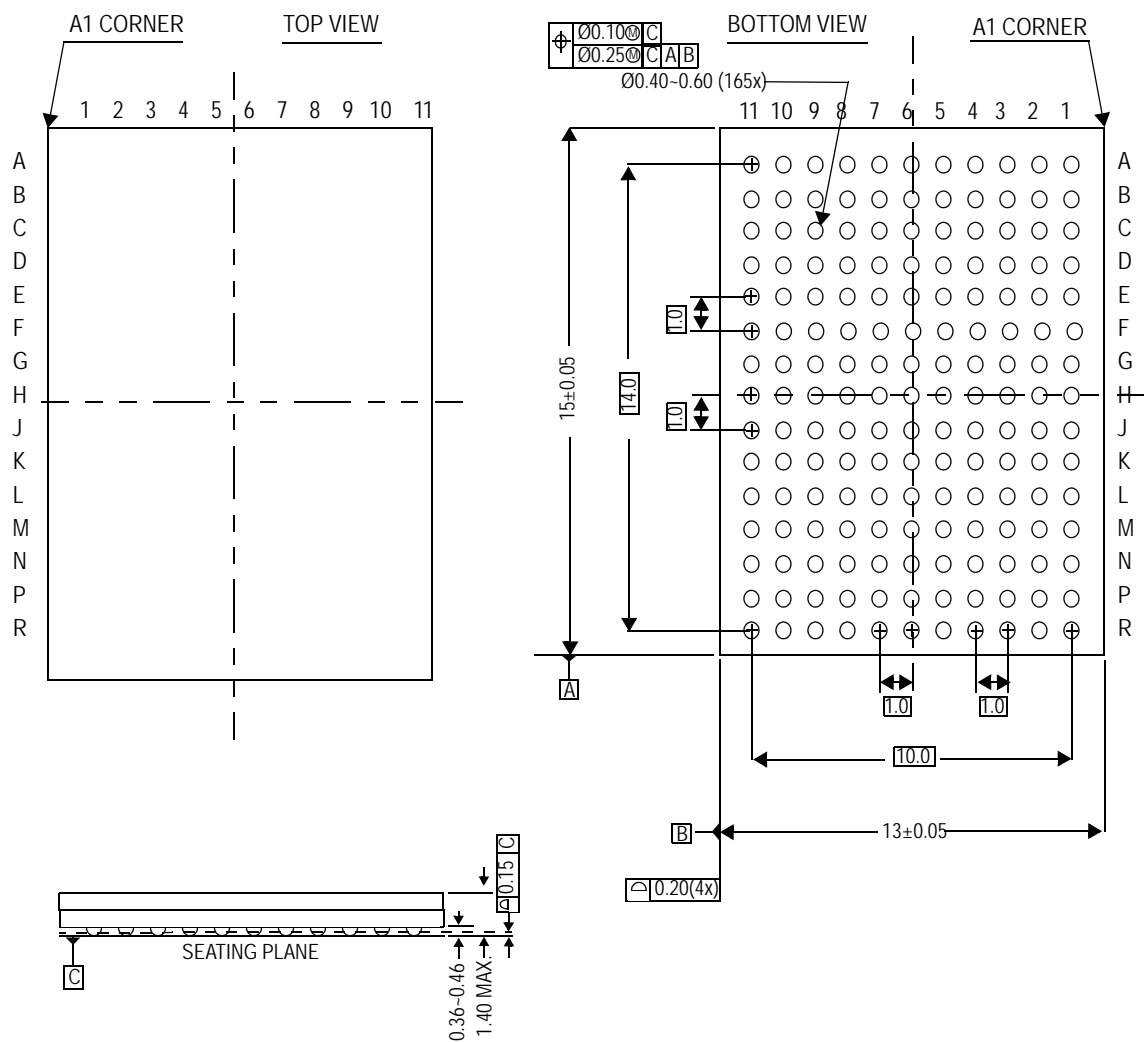 A1 CORNER
TOP VIEW
1 2 3 4 5 6 7 8 9 10 11
A
B
C
D
E
F
G
H
J
K
L
M
N
P
R
Ø0.10Ⓜ C
Ø0.25Ⓜ C A B
BOTTOM VIEW
A1 CORNER
Ø0.40~0.60 (165x)
11 10 9 8 7 6 5 4 3 2 1
A
B
C
D
E
F
G
H
J
K
L
M
N
P
R
15±0.05
14.0
1.0
1.0
A
1.0
1.0
10.0
B
13±0.05
0.20(4x)
0.15 C
SEATING PLANE
C
0.36~0.46
1.40 MAX.